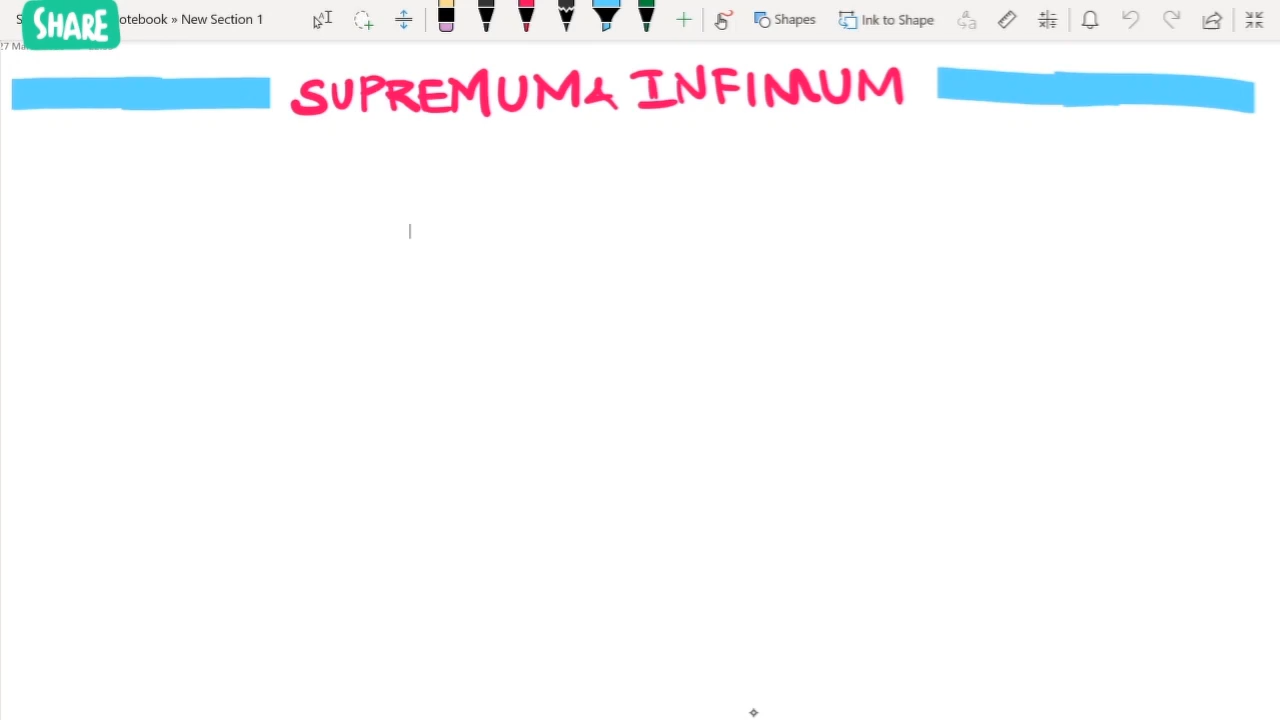 SHARE
otebook » New Section 1
Shapes
Ink to Shape
SUPREMUM & INFIMUM